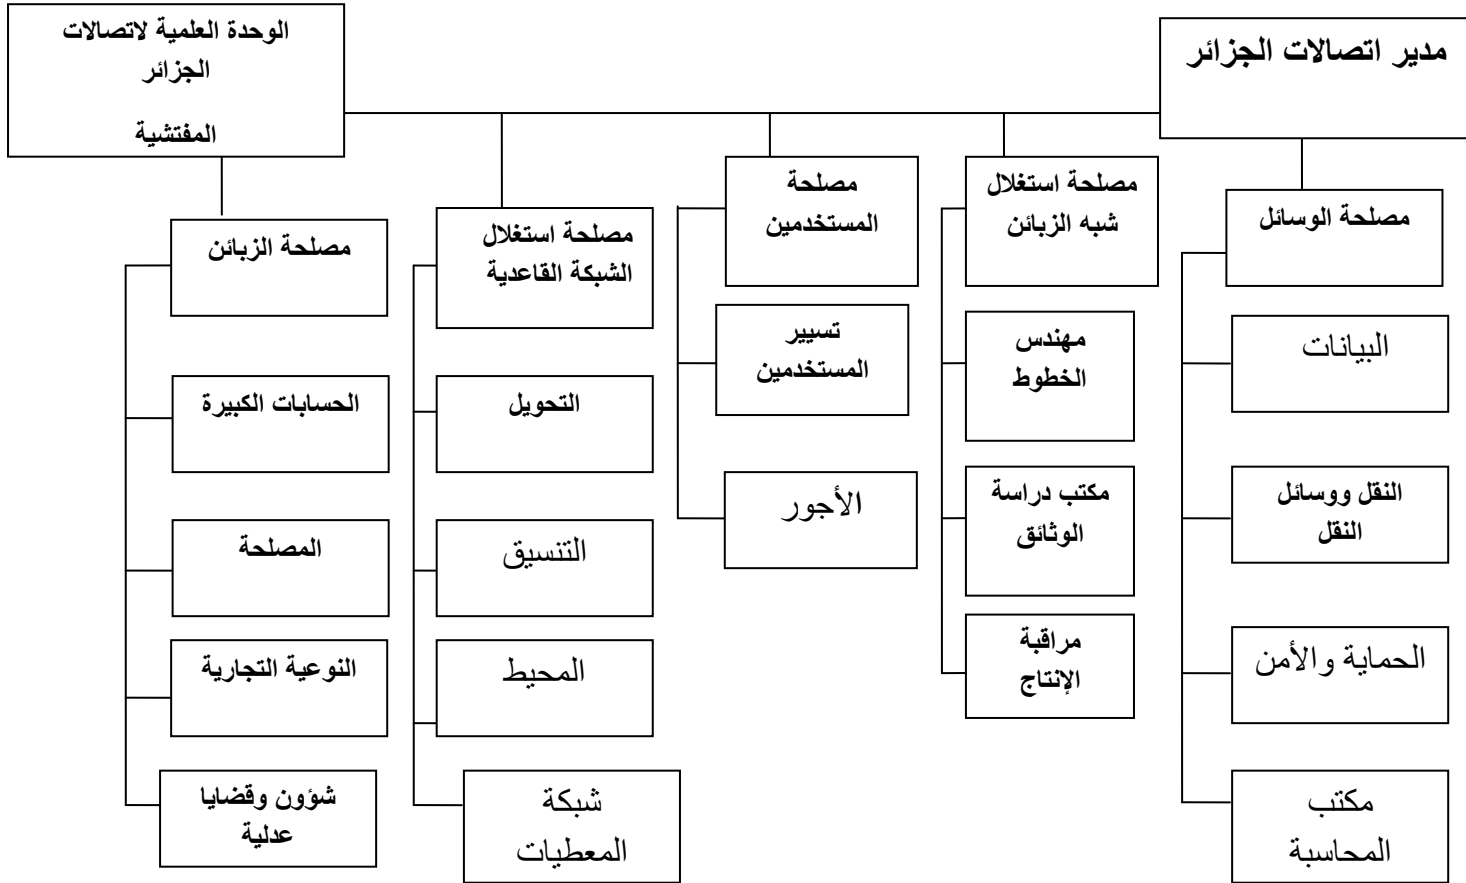 مدير اتصالات الجزائر
الوحدة العلمية لاتصالات
الجزائر
المفتشية
مصلحة الوسائل
البيانات
النقل ووسائل
النقل
الحماية والأمن
مكتب
المحاسبة
مصلحة استغلال
شبه الزبائن
مهندس
الخطوط
مكتب دراسة
الوثائق
مراقبة
الإنتاج
مصلحة
المستخدمين
تسيير
المستخدمين
الأجور
مصلحة استغلال
الشبكة القاعدية
التحويل
التنسيق
المحيط
شبكة
المعطيات
مصلحة الزبائن
الحسابات الكبيرة
المصلحة
النوعية التجارية
شؤون وقضايا
عدلية